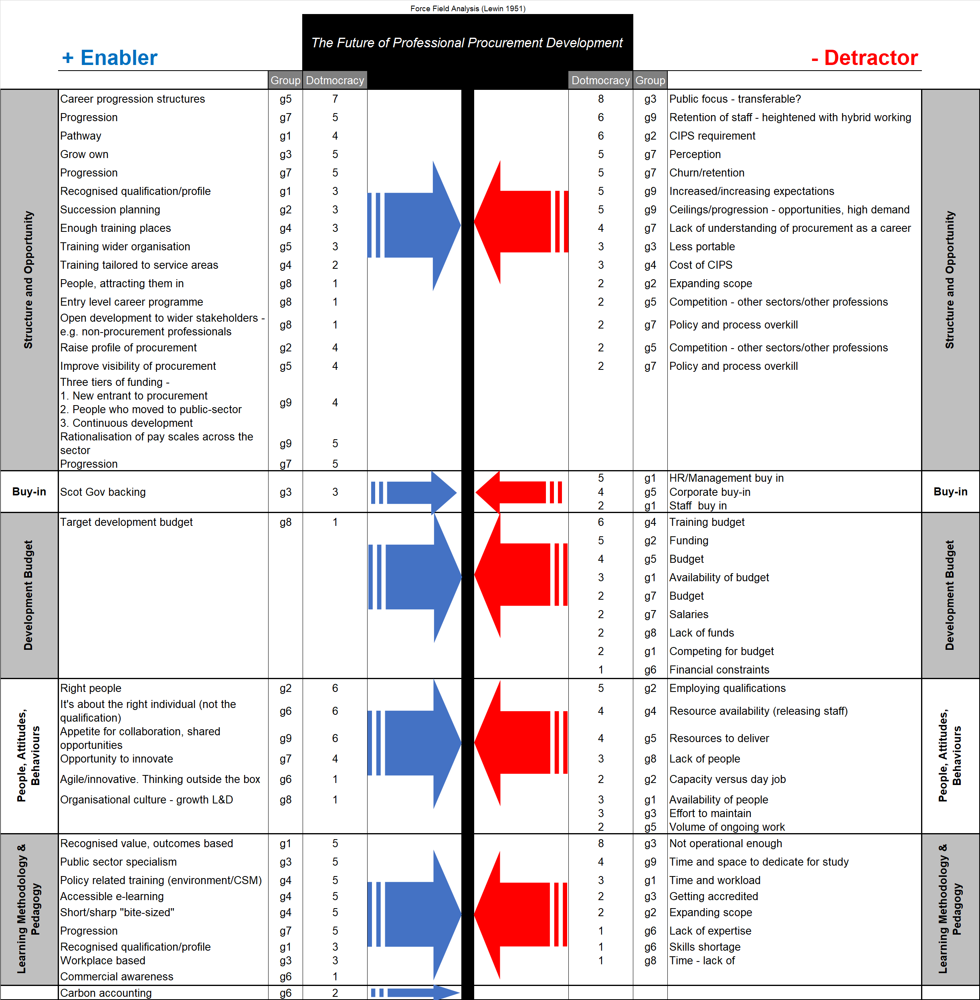 Force Field Analysis (Lewin 1951)
The Future of Professional Procurement Development
+ Enabler
- Detractor
Group Dotmocracy
Dotmocracy Group
Structure and Opportunity
Career progression structures g5 7
8 g3 Public focus - transferable?
Progression g7 5
6 g9 Retention of staff - heightened with hybrid working
Pathway g1 4
6 g2 CIPS requirement
Grow own g3 5
5 g7 Perception
Progression g7 5
5 g7 Churn/retention
Recognised qualification/profile g1 3
5 g9 Increased/increasing expectations
Succession planning g2 3
5 g9 Ceilings/progression - opportunities, high demand
Enough training places g4 3
4 g7 Lack of understanding of procurement as a career
Training wider organisation g5 3
3 g3 Less portable
Training tailored to service areas g4 2
3 g4 Cost of CIPS
People, attracting them in g8 1
2 g2 Expanding scope
Entry level career programme g8 1
2 g5 Competition - other sectors/other professions
Open development to wider stakeholders -
e.g. non-procurement professionals g8 1
2 g7 Policy and process overkill
Raise profile of procurement g2 4
2 g5 Competition - other sectors/other professions
Improve visibility of procurement g5 4
2 g7 Policy and process overkill
Three tiers of funding -
1. New entrant to procurement
2. People who moved to public-sector
3. Continuous development
g9 4
Rationalisation of pay scales across the
sector
g9 5
Progression g7 5
Structure and Opportunity
Buy-in
Scot Gov backing g3 3
5 g1 HR/Management buy in
4 g5 Corporate buy-in
2 g1 Staff buy in
Buy-in
Development Budget
Target development budget g8 1
6 g4 Training budget
5 g2 Funding
4 g5 Budget
3 g1 Availability of budget
2 g7 Budget
2 g7 Salaries
2 g8 Lack of funds
2 g1 Competing for budget
1 g6 Financial constraints
Development Budget
People, Attitudes,
Behaviours
Right people g2 6
5 g2 Employing qualifications
It's about the right individual (not the
qualification)
g6 6
4 g4 Resource availability (releasing staff)
Appetite for collaboration, shared
opportunities
g9 6
4 g5 Resources to deliver
Opportunity to innovate g7 4
3 g8 Lack of people
Agile/innovative. Thinking outside the box g6 1
2 g2 Capacity versus day job
Organisational culture - growth L&D g8 1
3 g1 Availability of people
3 g3 Effort to maintain
2 g5 Volume of ongoing work
People, Attitudes,
Behaviours
Learning Methodology &
Pedagogy
Recognised value, outcomes based g1 5
8 g3 Not operational enough
Public sector specialism g3 5
4 g9 Time and space to dedicate for study
Policy related training (environment/CSM) g4 5
3 g1 Time and workload
Accessible e-learning g4 5
2 g3 Getting accredited
Short/sharp "bite-sized" g4 5
2 g2 Expanding scope
Progression g7 5
1 g6 Lack of expertise
Recognised qualification/profile g1 3
1 g6 Skills shortage
Workplace based g3 3
1 g8 Time - lack of
Commercial awareness g6 1
Learning Methodology &
Pedagogy
Carbon accounting g6 2